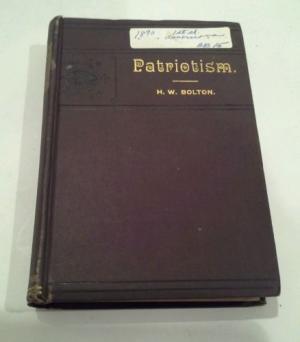 1890
Patriotism.
H. W. BOLTON.